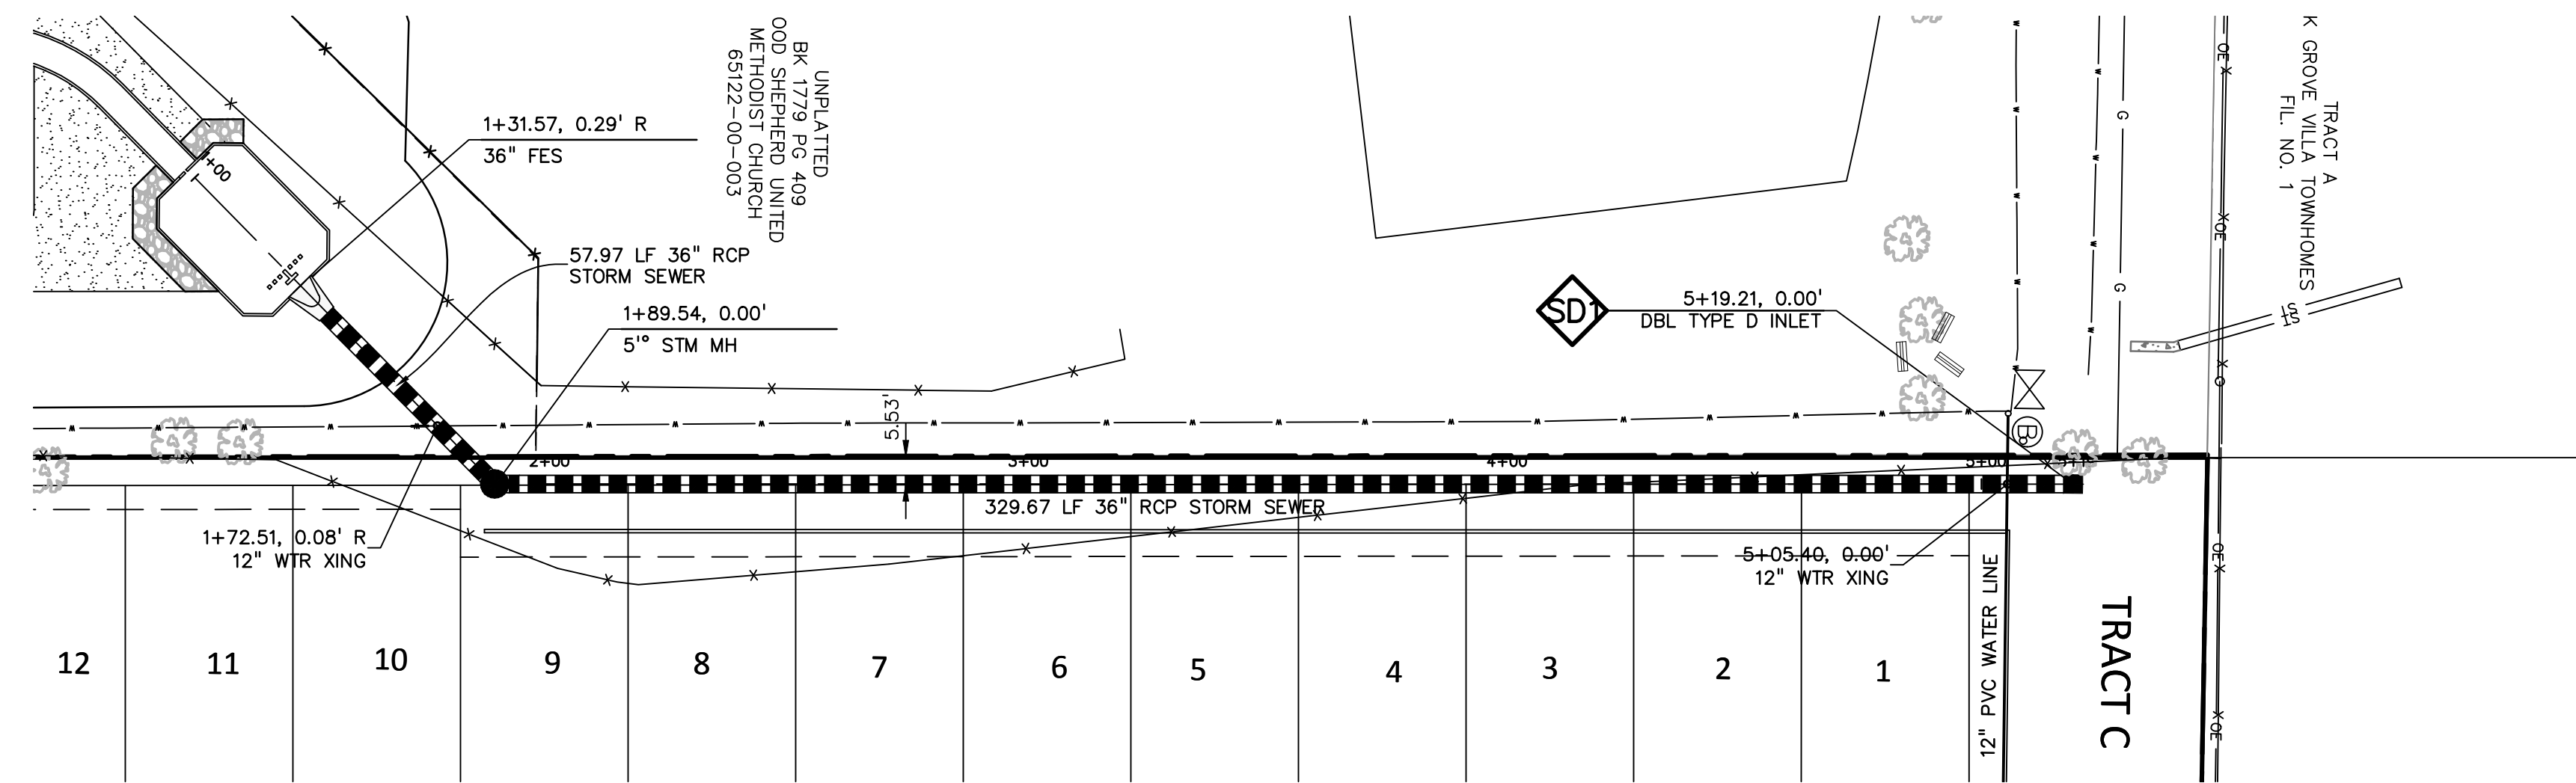 UNPLATTED
BK 1779 PG 409
OOD SHEPHERD UNITED
METHODIST CHURCH
65122-00-003
TRACT A
K GROVE VILLA TOWNHOMES
FIL. NO. 1
1+31.57, 0.29' R
36" FES
57.97 LF 36" RCP
STORM SEWER
1+89.54, 0.00'
5'° STM MH
SD1
5+19.21, 0.00'
DBL TYPE D INLET
5.53'
B
2+00
3+00
4+00
5+00
329.67 LF 36" RCP STORM SEWER
1+72.51, 0.08' R
12" WTR XING
5+05.40, 0.00'
12" WTR XING
12" PVC WATER LINE
TRACT C
12
11
10
9
8
7
6
5
4
3
2
1
G
G
OE
OE
OE
OE